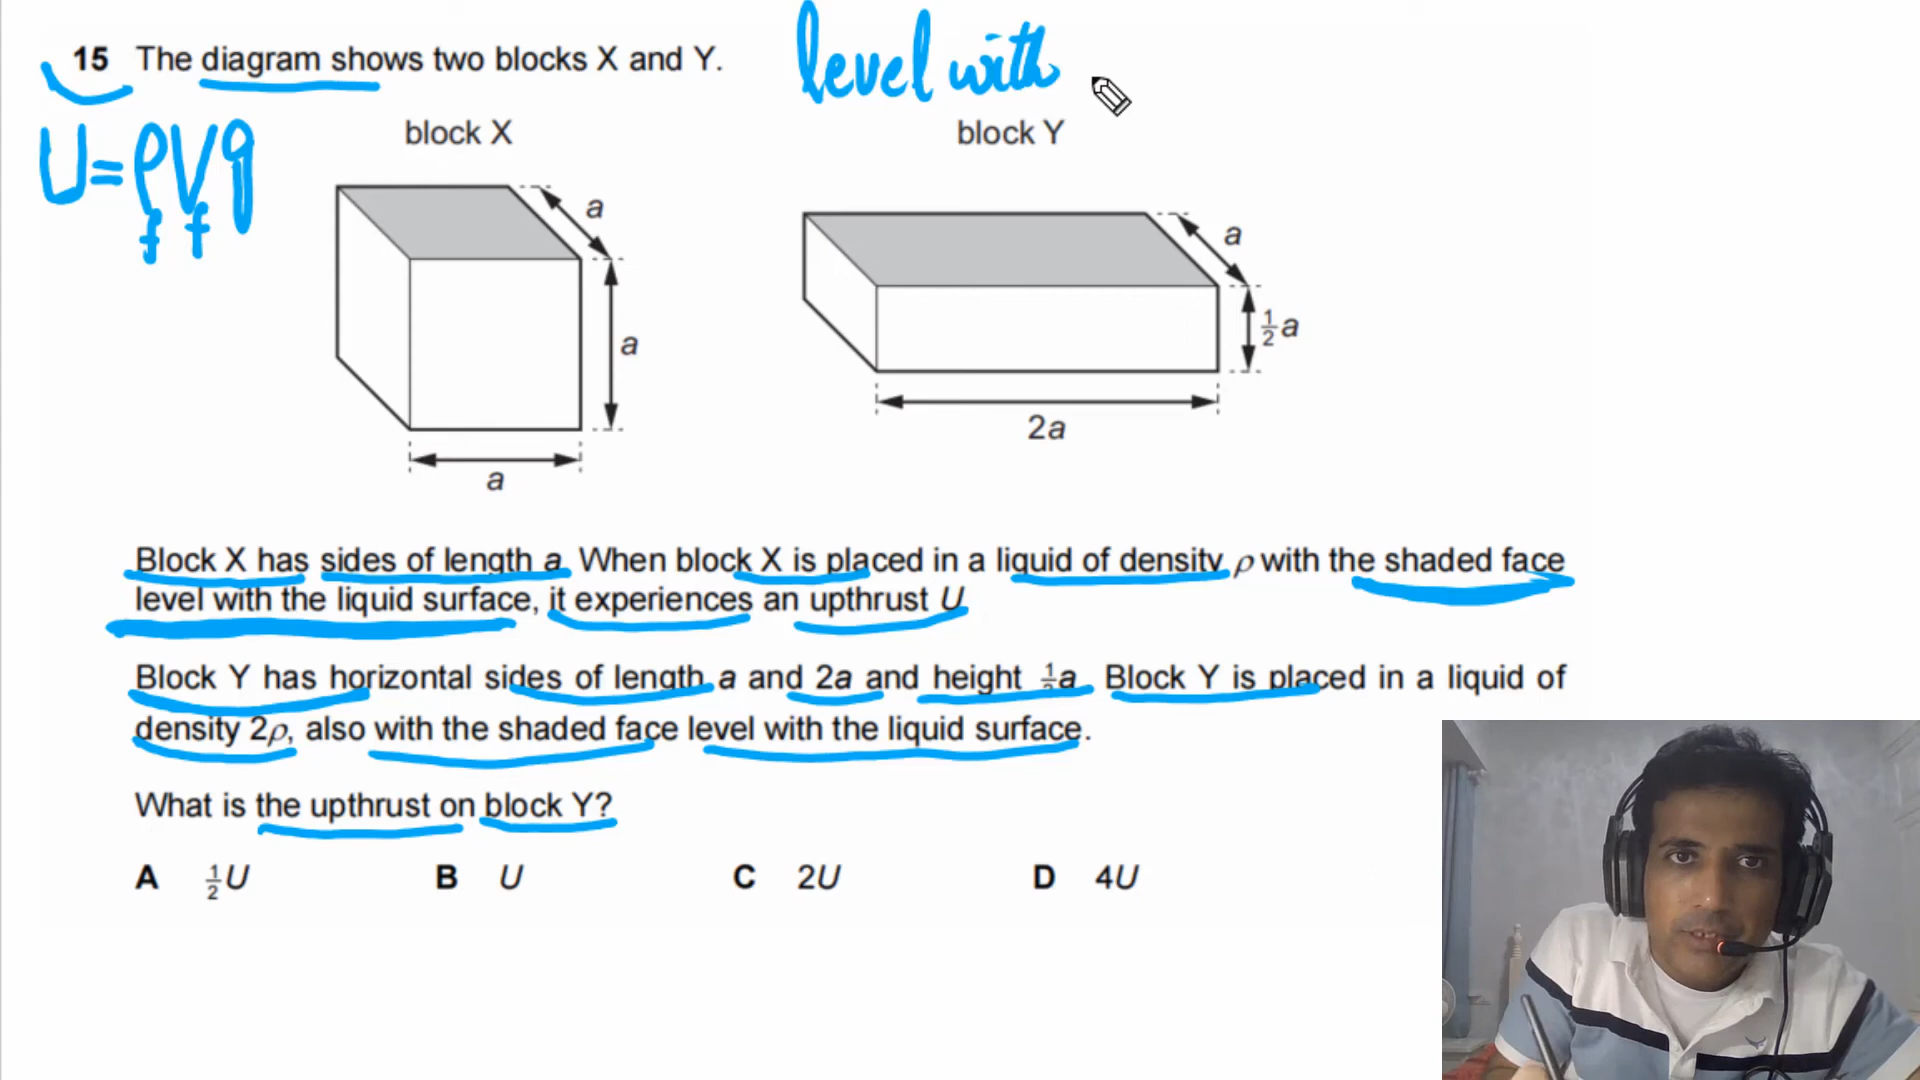 15 The diagram shows two blocks X and Y.
level with
U=ρVg
f f
block X
block Y
a
a
a
a
½a
2a
Block X has sides of length a. When block X is placed in a liquid of density ρ with the shaded face
level with the liquid surface, it experiences an upthrust U
Block Y has horizontal sides of length a and 2a and height ½a. Block Y is placed in a liquid of
density 2ρ, also with the shaded face level with the liquid surface.
What is the upthrust on block Y?
A ½U B U C 2U D 4U